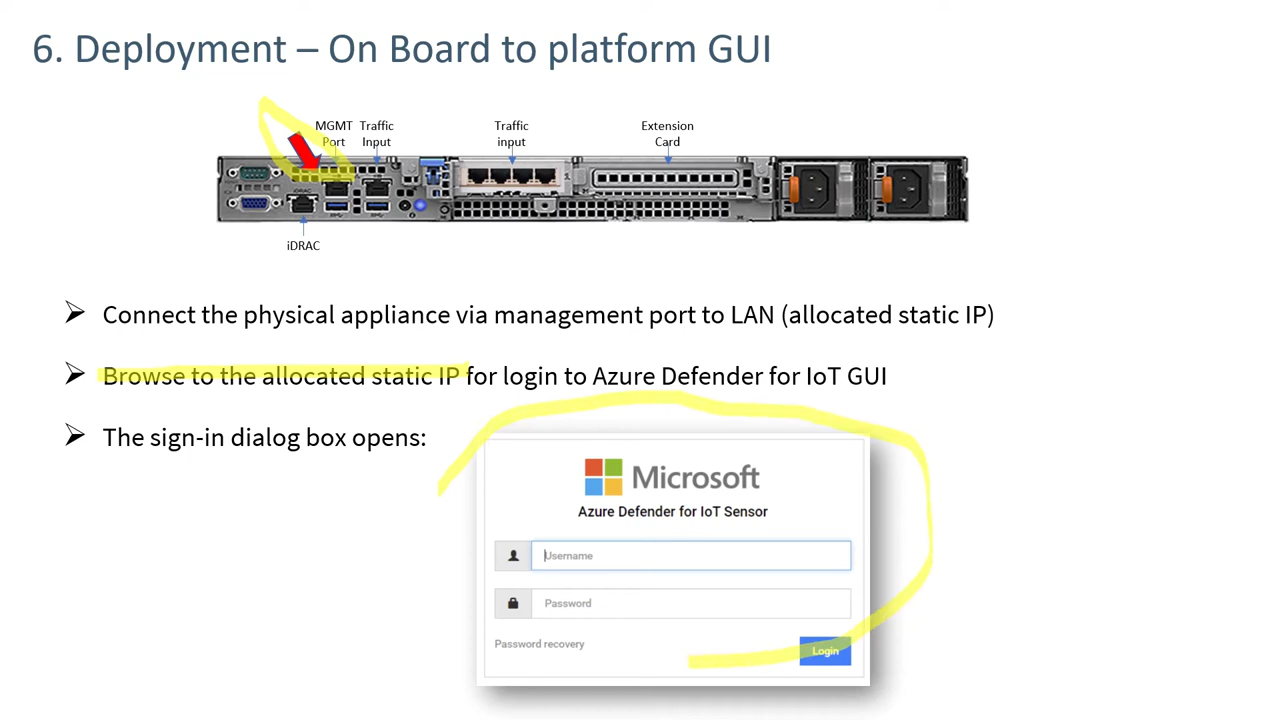 6. Deployment – On Board to platform GUI
MGMT Port
Traffic Input
Traffic input
Extension Card
iDRAC
iDRAC
➢ Connect the physical appliance via management port to LAN (allocated static IP)
➢ Browse to the allocated static IP for login to Azure Defender for IoT GUI
➢ The sign-in dialog box opens:
Microsoft
Azure Defender for IoT Sensor
Username
Password
Password recovery
Login